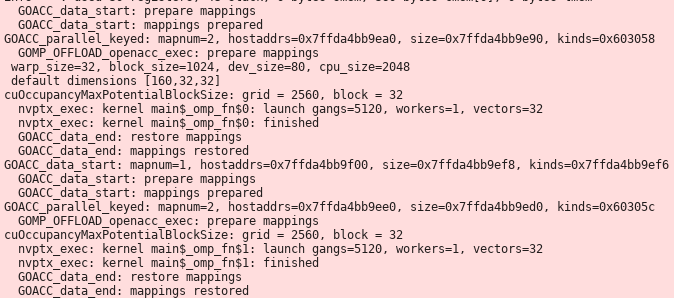 GOACC_data_start: prepare mappings
GOACC_data_start: mappings prepared
GOACC_parallel_keyed: mapnum=2, hostaddrs=0x7ffda4bb9ea0, size=0x7ffda4bb9e90, kinds=0x603058
GOMP_OFFLOAD_openacc_exec: prepare mappings
warp_size=32, block_size=1024, dev_size=80, cpu_size=2048
default dimensions [160,32,32]
cuOccupancyMaxPotentialBlockSize: grid = 2560, block = 32
nvptx_exec: kernel main$_omp_fn$0: launch gangs=5120, workers=1, vectors=32
nvptx_exec: kernel main$_omp_fn$0: finished
GOACC_data_end: restore mappings
GOACC_data_end: mappings restored
GOACC_data_start: mapnum=1, hostaddrs=0x7ffda4bb9f00, size=0x7ffda4bb9ef8, kinds=0x7ffda4bb9ef6
GOACC_data_start: prepare mappings
GOACC_data_start: mappings prepared
GOACC_parallel_keyed: mapnum=2, hostaddrs=0x7ffda4bb9ee0, size=0x7ffda4bb9ed0, kinds=0x60305c
GOMP_OFFLOAD_openacc_exec: prepare mappings
cuOccupancyMaxPotentialBlockSize: grid = 2560, block = 32
nvptx_exec: kernel main$_omp_fn$1: launch gangs=5120, workers=1, vectors=32
nvptx_exec: kernel main$_omp_fn$1: finished
GOACC_data_end: restore mappings
GOACC_data_end: mappings restored